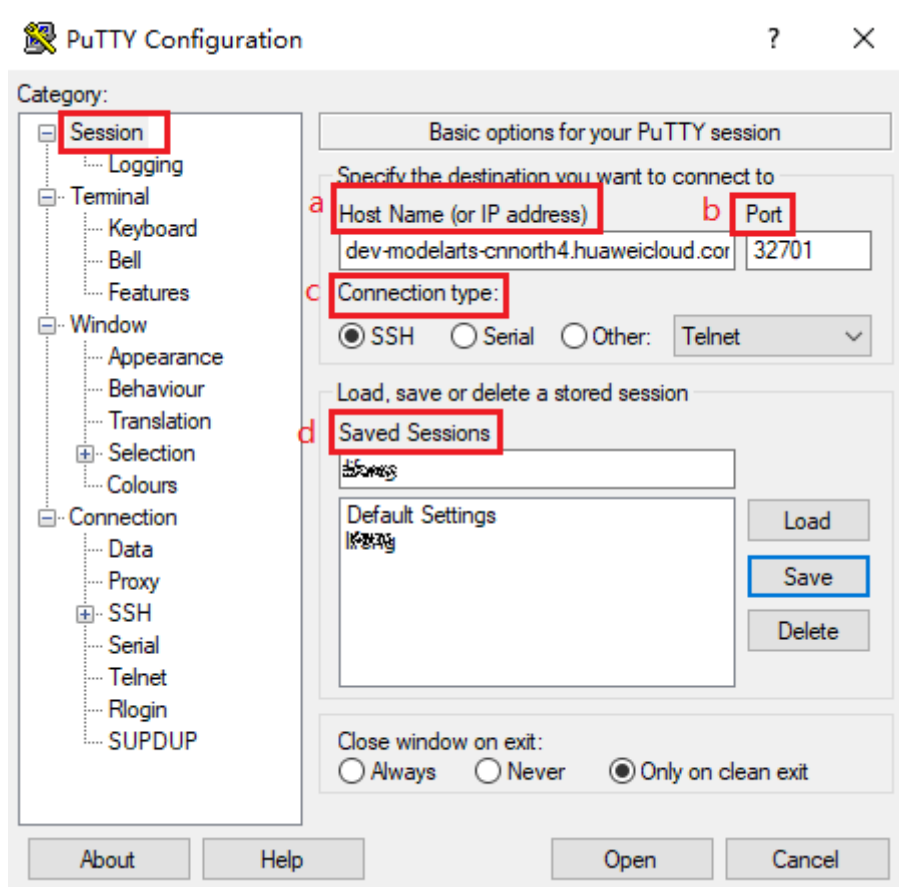 PuTTY Configuration
?
Category:
Session
Logging
Terminal
Keyboard
Bell
Features
Window
Appearance
Behaviour
Translation
Selection
Colours
Connection
Data
Proxy
SSH
Serial
Telnet
Rlogin
SUPDUP
Basic options for your PuTTY session
Specify the destination you want to connect to
a Host Name (or IP address) b Port
dev-modelarts-cnnorth4.huaweicloud.cor 32701
c Connection type:
SSH Serial Other: Telnet
Load, save or delete a stored session
d Saved Sessions
Default Settings
Load
Save
Delete
Close window on exit:
Always Never Only on clean exit
About Help Open Cancel